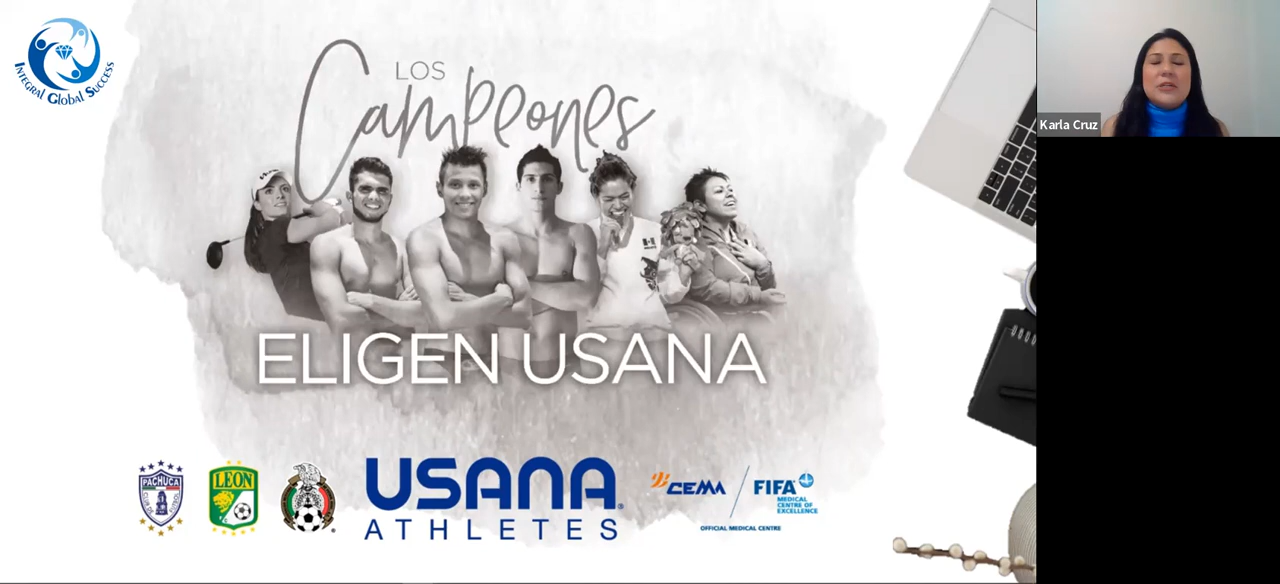 INTEGRAL GLOBAL SUCCESS
LOS
Campeones
ELIGEN USANA
PACHUCA
LEON
USANA
ATHLETES
CEMA
FIFA
MEDICAL
CENTRE OF
EXCELLENCE
OFFICIAL MEDICAL CENTRE
Karla Cruz